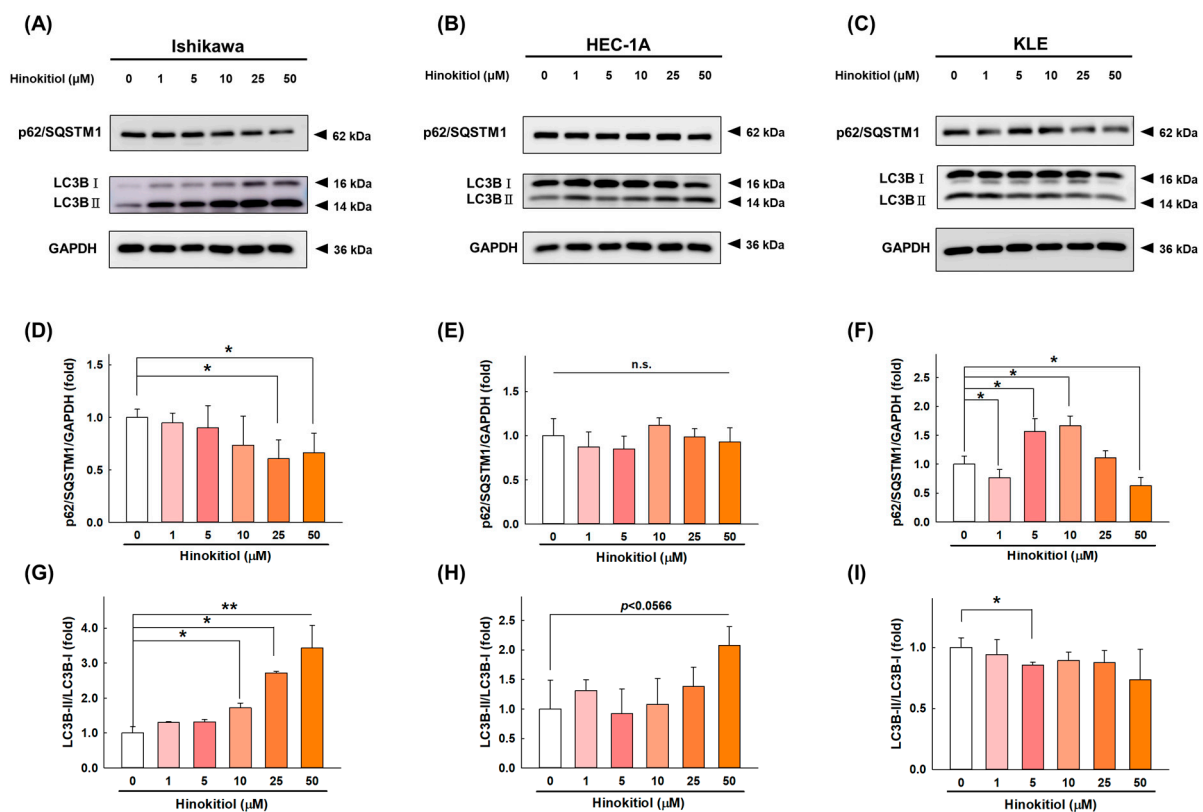 (A)
Ishikawa
Hinokitiol (μM) 0 1 5 10 25 50
p62/SQSTM1 ◄ 62 kDa
LC3B Ⅰ ◄ 16 kDa
LC3B Ⅱ ◄ 14 kDa
GAPDH ◄ 36 kDa
(B)
HEC-1A
Hinokitiol (μM) 0 1 5 10 25 50
p62/SQSTM1 ◄ 62 kDa
LC3B Ⅰ ◄ 16 kDa
LC3B Ⅱ ◄ 14 kDa
GAPDH ◄ 36 kDa
(C)
KLE
Hinokitiol (μM) 0 1 5 10 25 50
p62/SQSTM1 ◄ 62 kDa
LC3B Ⅰ ◄ 16 kDa
LC3B Ⅱ ◄ 14 kDa
GAPDH ◄ 36 kDa
(D)
p62/SQSTM1/GAPDH (fold)
1.5
1.0
0.5
0.0
*
*
0 1 5 10 25 50
Hinokitiol (μM)
(E)
p62/SQSTM1/GAPDH (fold)
1.5
1.0
0.5
0.0
n.s.
0 1 5 10 25 50
Hinokitiol (μM)
(F)
p62/SQSTM1/GAPDH (fold)
2.5
2.0
1.5
1.0
0.5
0.0
*
*
*
*
0 1 5 10 25 50
Hinokitiol (μM)
(G)
LC3B-II/LC3B-I (fold)
4.0
3.0
2.0
1.0
0.0
**
*
*
0 1 5 10 25 50
Hinokitiol (μM)
(H)
LC3B-II/LC3B-I (fold)
2.5
2.0
1.5
1.0
0.5
0.0
p<0.0566
0 1 5 10 25 50
Hinokitiol (μM)
(I)
LC3B-II/LC3B-I (fold)
1.0
0.5
0.0
*
0 1 5 10 25 50
Hinokitiol (μM)